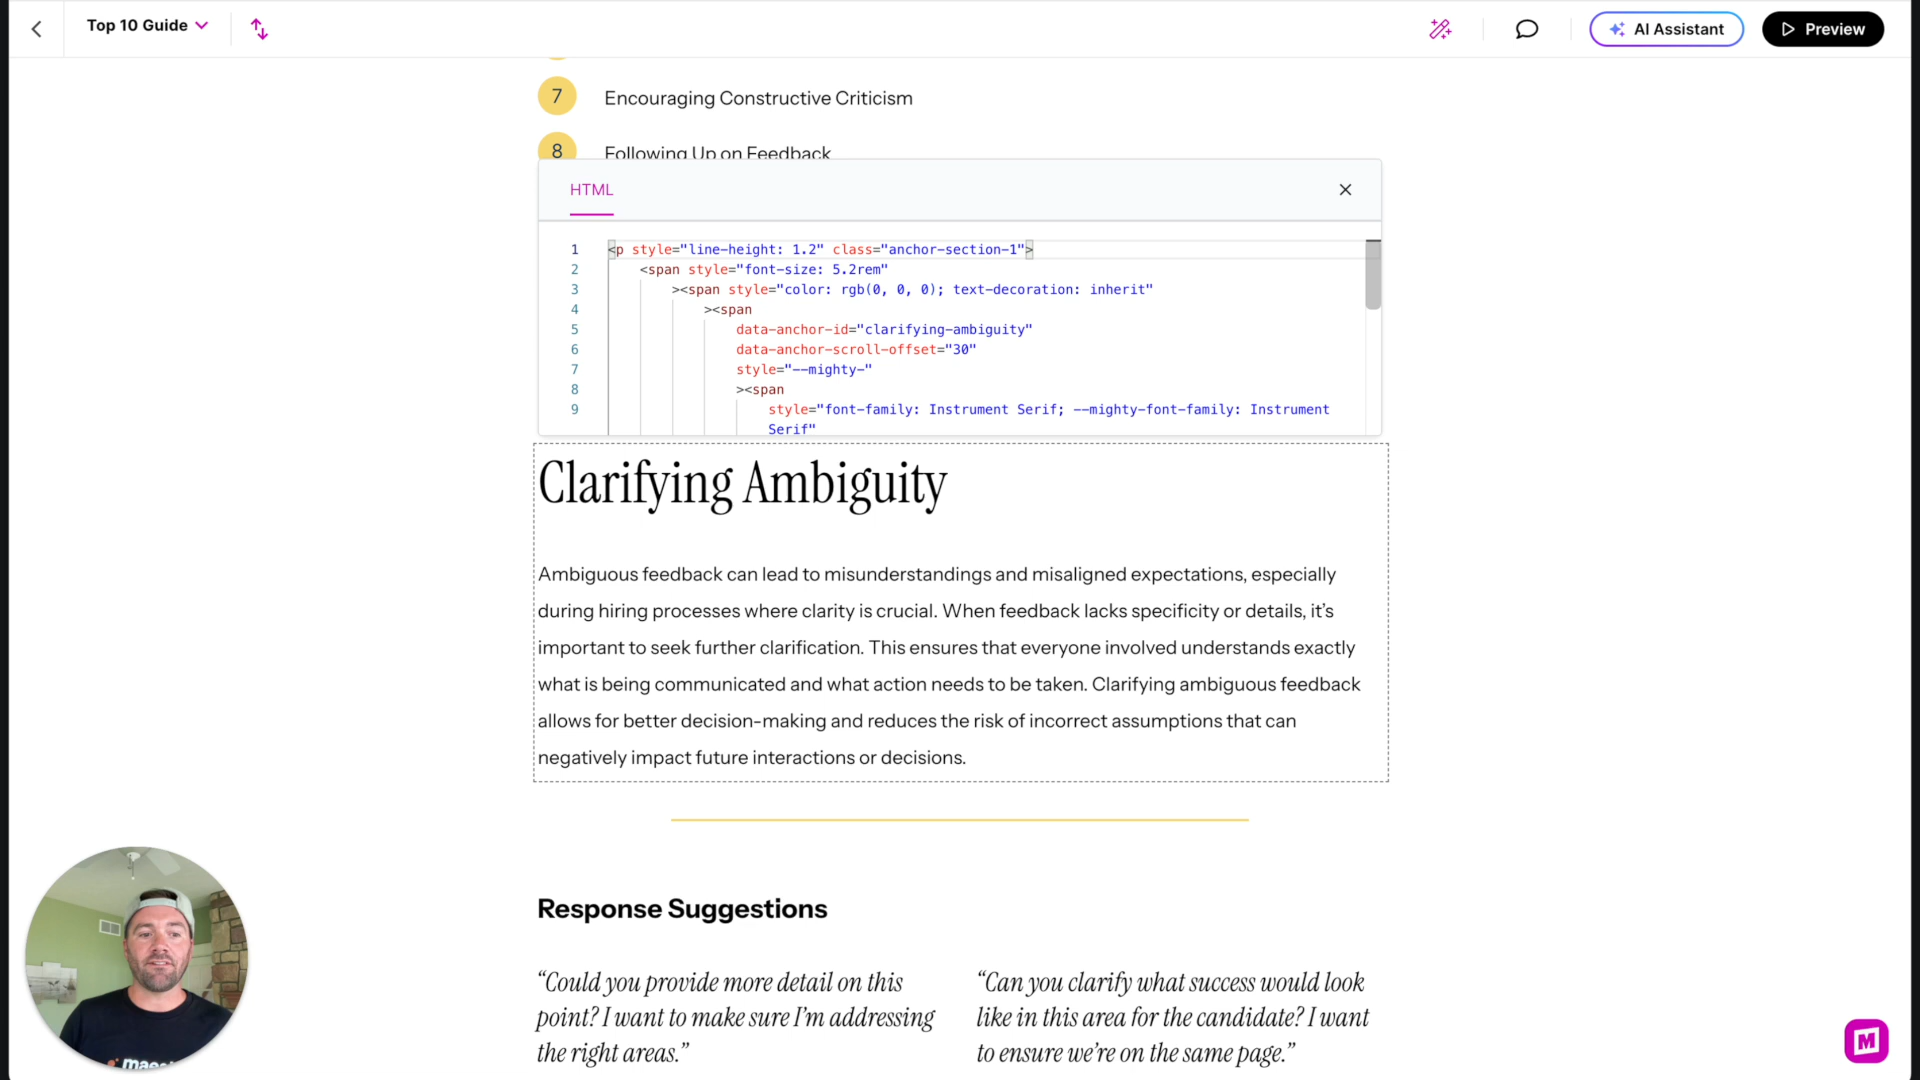 Top 10 Guide
AI Assistant
Preview
7 Encouraging Constructive Criticism
8 Following Up on Feedback
HTML
1 <p style="line-height: 1.2" class="anchor-section-1">
2 <span style="font-size: 5.2rem"
3 ><span style="color: rgb(0, 0, 0); text-decoration: inherit"
4 ><span
5 data-anchor-id="clarifying-ambiguity"
6 data-anchor-scroll-offset="30"
7 style="--mighty-"
8 ><span
9 style="font-family: Instrument Serif; --mighty-font-family: Instrument
Serif"
Clarifying Ambiguity
Ambiguous feedback can lead to misunderstandings and misaligned expectations, especially
during hiring processes where clarity is crucial. When feedback lacks specificity or details, it's
important to seek further clarification. This ensures that everyone involved understands exactly
what is being communicated and what action needs to be taken. Clarifying ambiguous feedback
allows for better decision-making and reduces the risk of incorrect assumptions that can
negatively impact future interactions or decisions.
Response Suggestions
“Could you provide more detail on this
point? I want to make sure I’m addressing
the right areas.”
“Can you clarify what success would look
like in this area for the candidate? I want
to ensure we’re on the same page.”
M